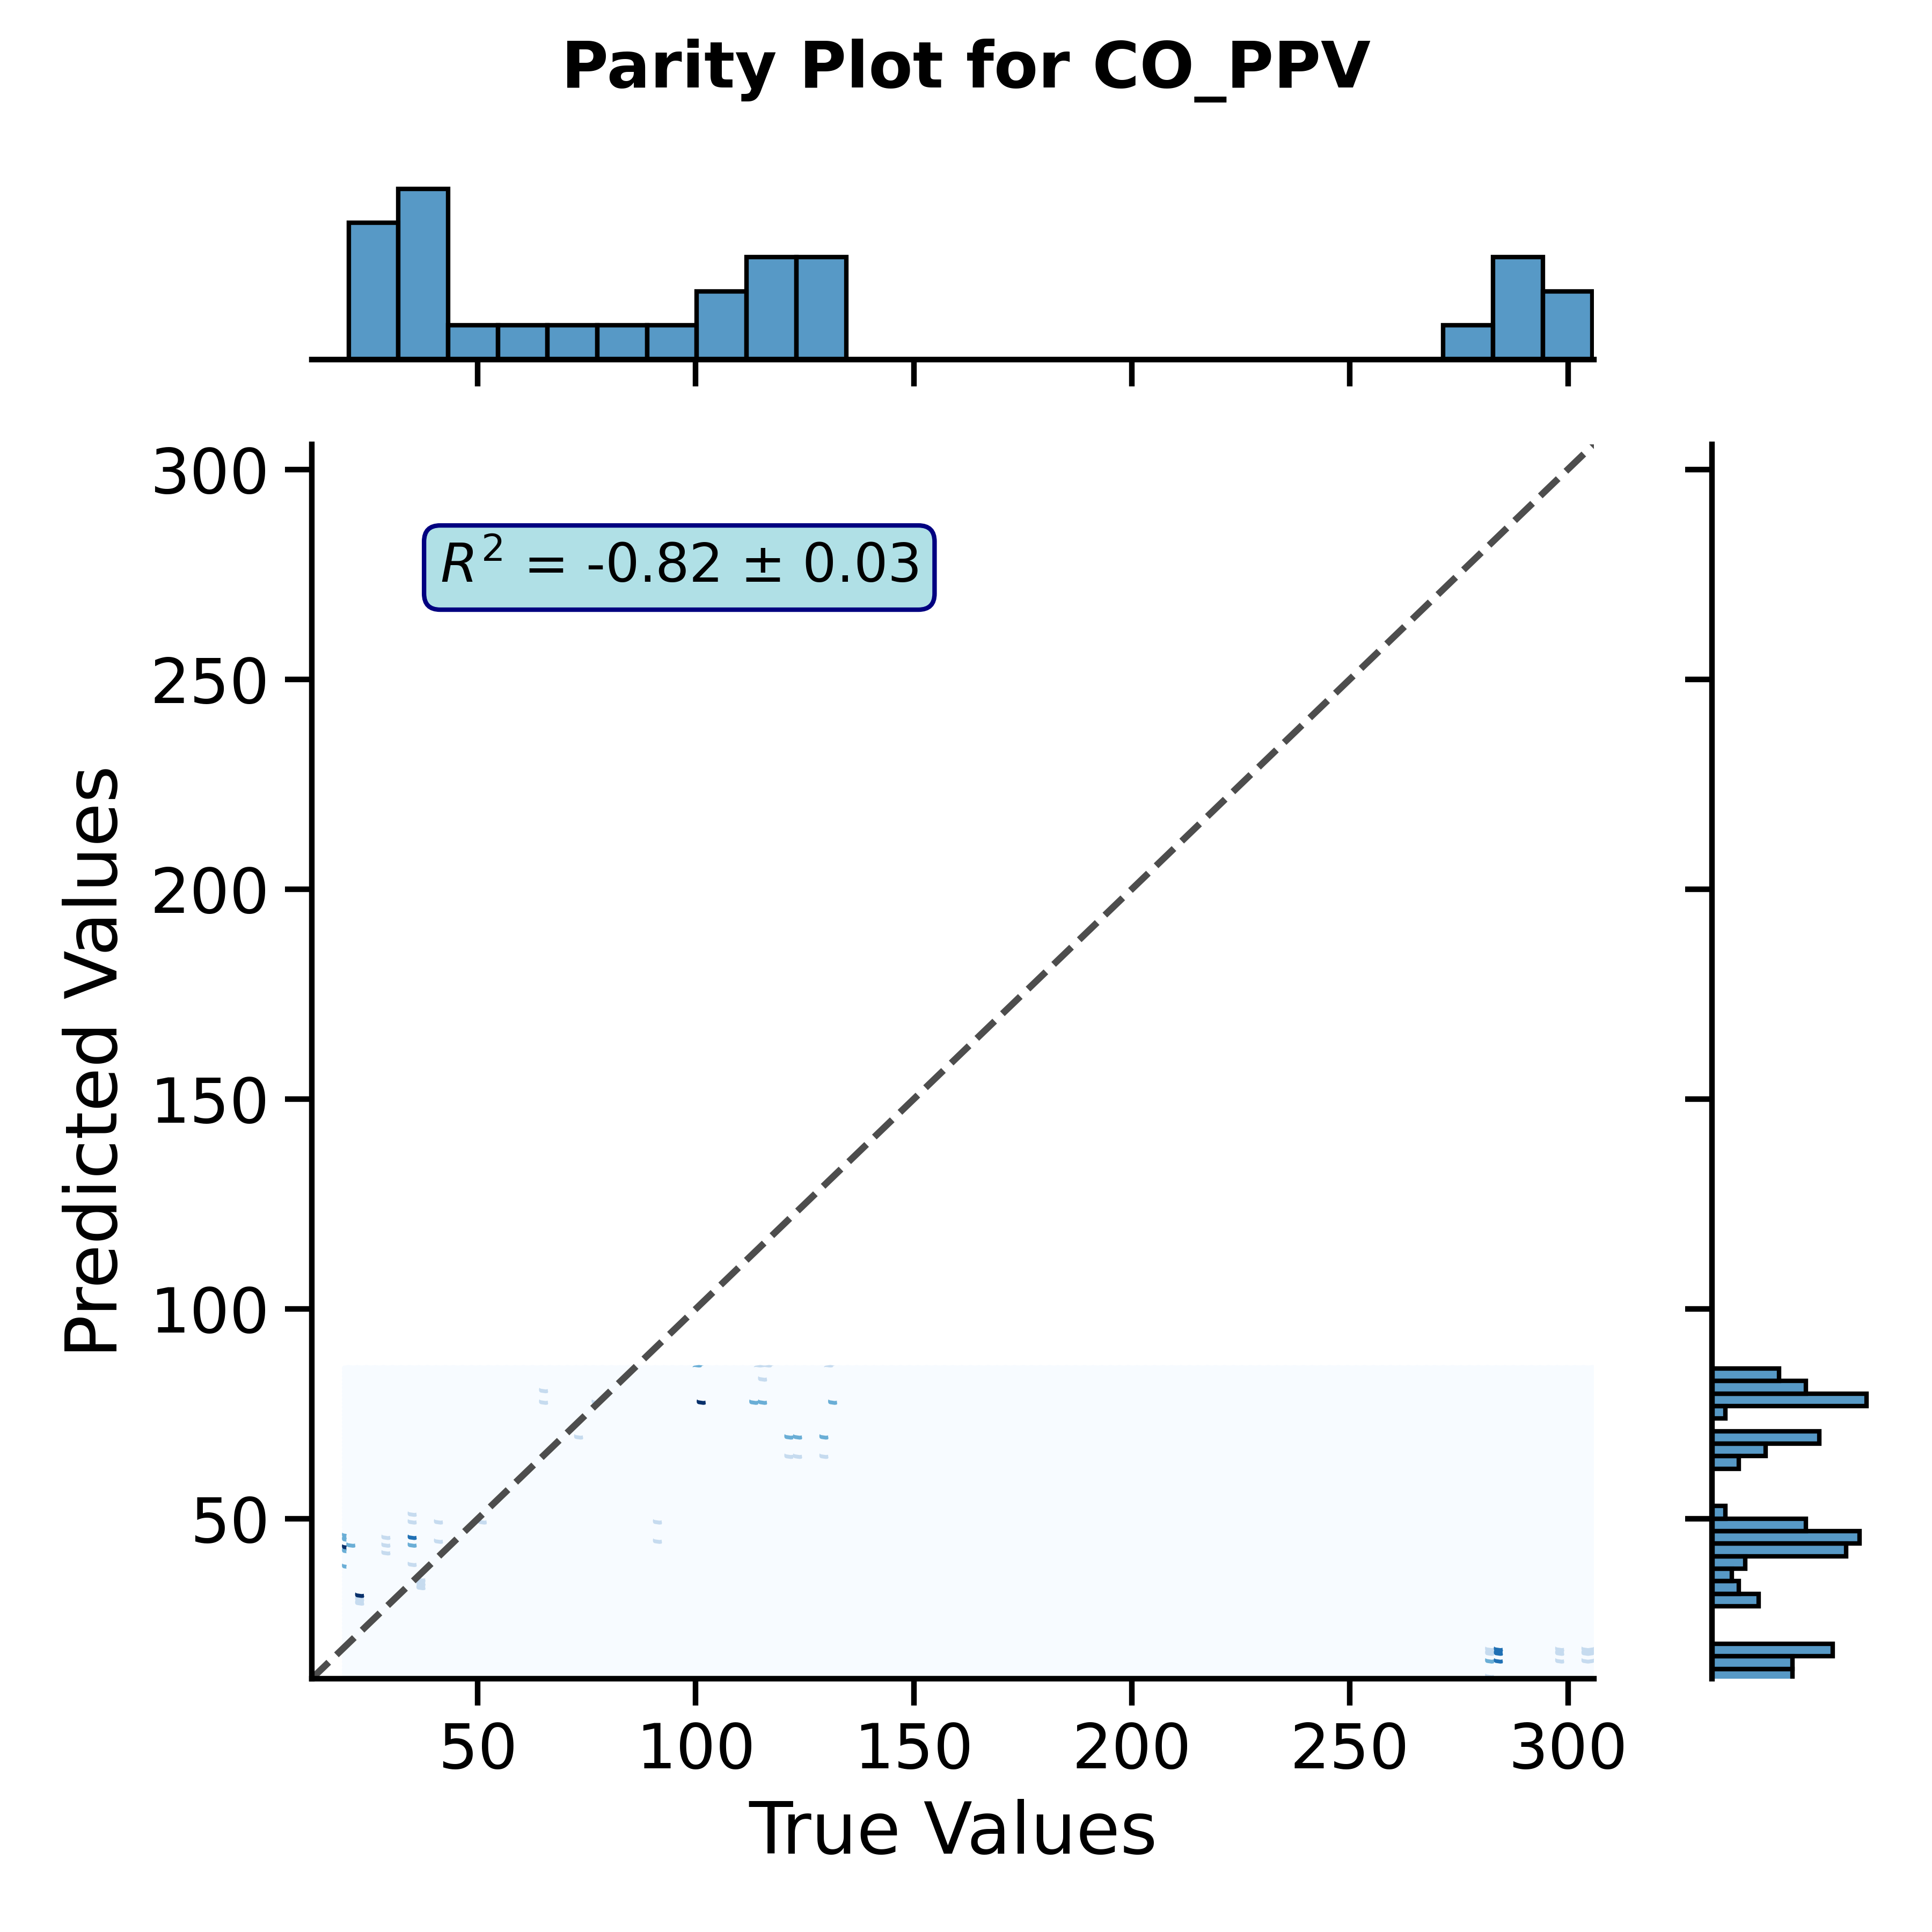 Parity Plot for CO_PPV
R² = -0.82 ± 0.03
Predicted Values
300
250
200
150
100
50
50 100 150 200 250 300
True Values